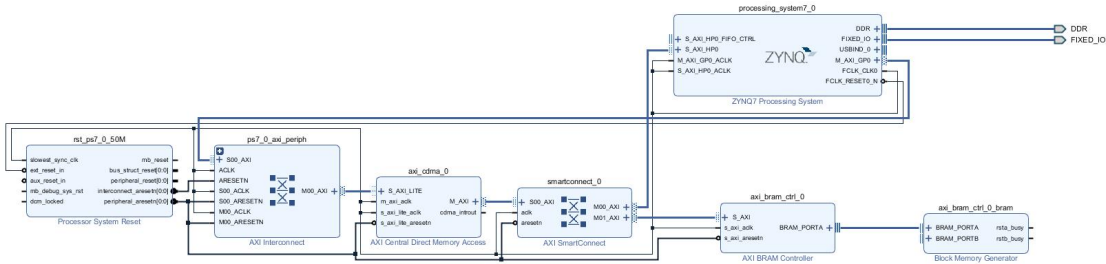 processing_system7_0
S_AXI_HP0_FIFO_CTRL
S_AXI_HP0
M_AXI_GP0_ACLK
S_AXI_HP0_ACLK
ZYNQ
DDR
FIXED_IO
USBIND_0
M_AXI_GP0
FCLK_CLK0
FCLK_RESET0_N
ZYNQ7 Processing System
DDR
FIXED_IO
rst_ps7_0_50M
slowest_sync_clk
ext_reset_in
aux_reset_in
mb_debug_sys_rst
dcm_locked
mb_reset
bus_struct_reset[0:0]
peripheral_reset[0:0]
interconnect_aresetn[0:0]
peripheral_aresetn[0:0]
Processor System Reset
ps7_0_axi_periph
S00_AXI
ACLK
ARESETN
S00_ACLK
S00_ARESETN
M00_ACLK
M00_ARESETN
M00_AXI
AXI Interconnect
axi_cdma_0
S_AXI_LITE
m_axi_aclk
s_axi_lite_aclk
s_axi_lite_aresetn
M_AXI
cdma_introut
AXI Central Direct Memory Access
smartconnect_0
S00_AXI
aclk
aresetn
M00_AXI
M01_AXI
AXI SmartConnect
axi_bram_ctrl_0
S_AXI
s_axi_aclk
s_axi_aresetn
BRAM_PORTA
AXI BRAM Controller
axi_bram_ctrl_0_bram
BRAM_PORTA
BRAM_PORTB
rsta_busy
rstb_busy
Block Memory Generator